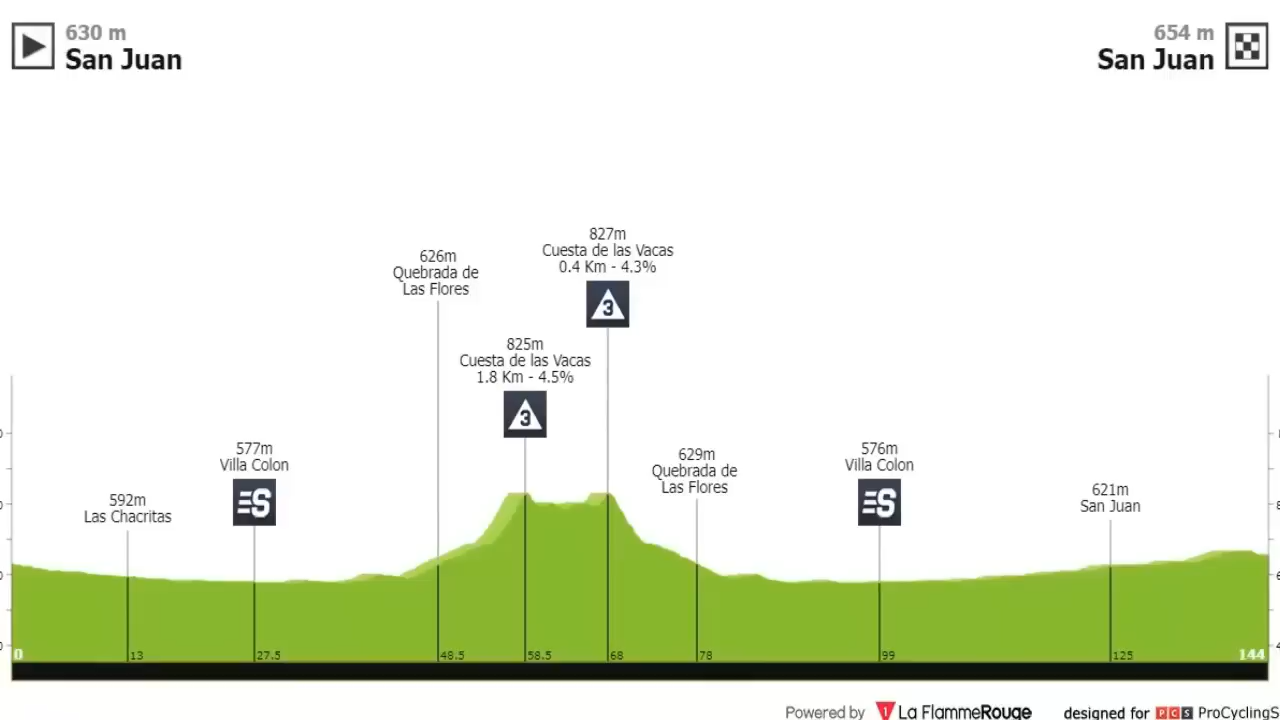 630 m
San Juan
654 m
San Juan
827m
Cuesta de las Vacas
0.4 Km - 4.3%
3
626m
Quebrada de
Las Flores
825m
Cuesta de las Vacas
1.8 Km - 4.5%
3
577m
Villa Colon
S
629m
Quebrada de
Las Flores
576m
Villa Colon
S
592m
Las Chacritas
621m
San Juan
0
13
27.5
48.5
58.5
68
78
99
125
144
Powered by 1 La FlammeRouge
designed for PCS ProCyclingS